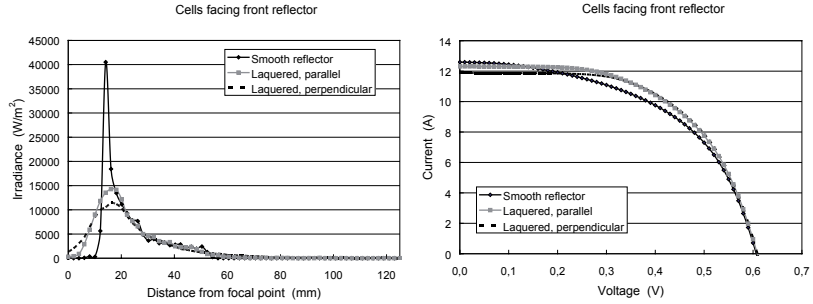 Cells facing front reflector
45000
40000
35000
30000
25000
20000
15000
10000
5000
0
Irradiance (W/m2)
Smooth reflector
Laquered, parallel
Laquered, perpendicular
0 20 40 60 80 100 120
Distance from focal point (mm)
Cells facing front reflector
14
12
10
8
6
4
2
0
Current (A)
Smooth reflector
Laquered, parallel
Laquered, perpendicular
0,0 0,1 0,2 0,3 0,4 0,5 0,6 0,7
Voltage (V)